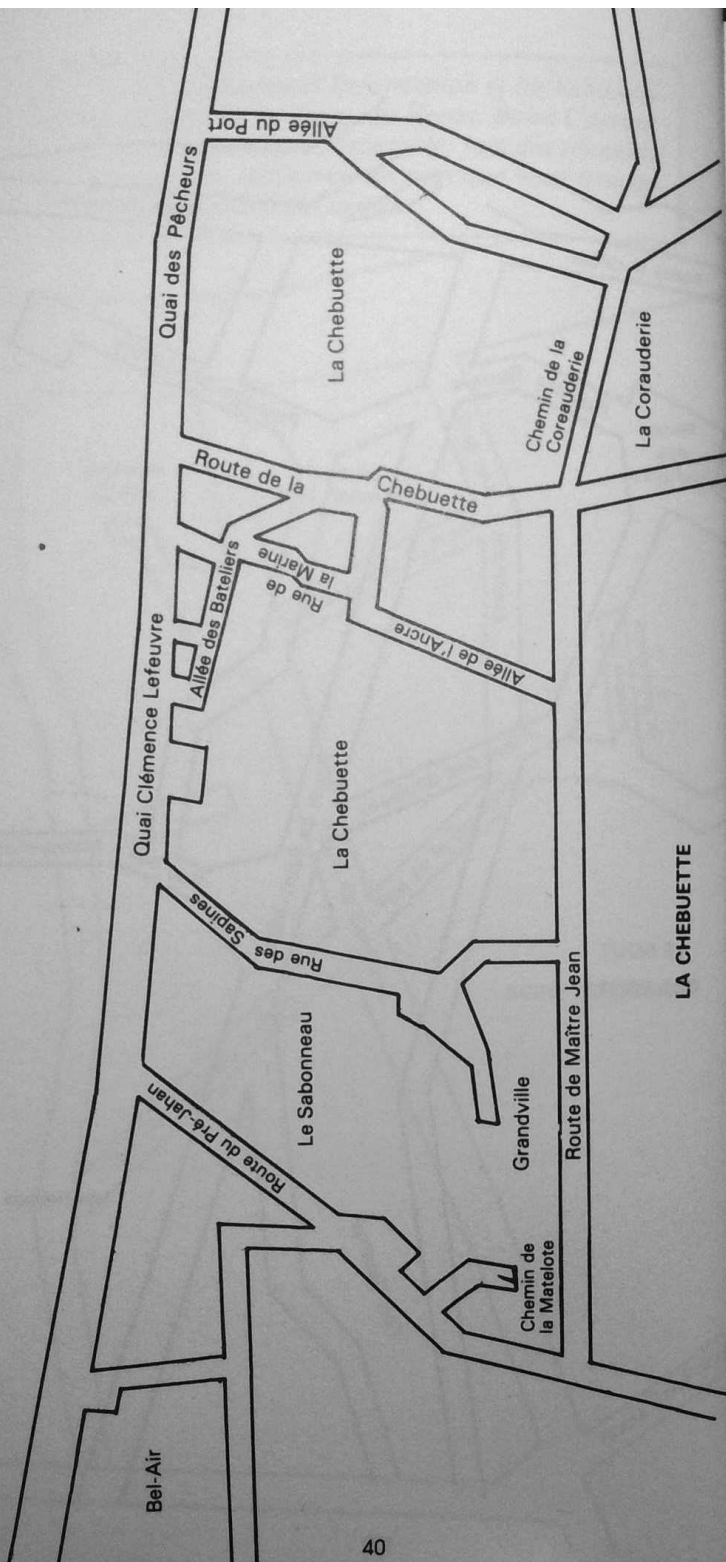 Quai des Pêcheurs
Allée du Port
La Chebuette
Chemin de la
Coreauderie
La Corauderie
Route de la
Chebuette
Quai Clémence Lefeuvre
Allée des Bateliers
Rue de
la Marine
Allée de l'Ancre
La Chebuette
LA CHEBUETTE
Rue des
Sapines
Le Sabonneau
Route du Pré-Jahan
Grandville
Route de Maître Jean
Chemin de
la Matelote
Bel-Air
40